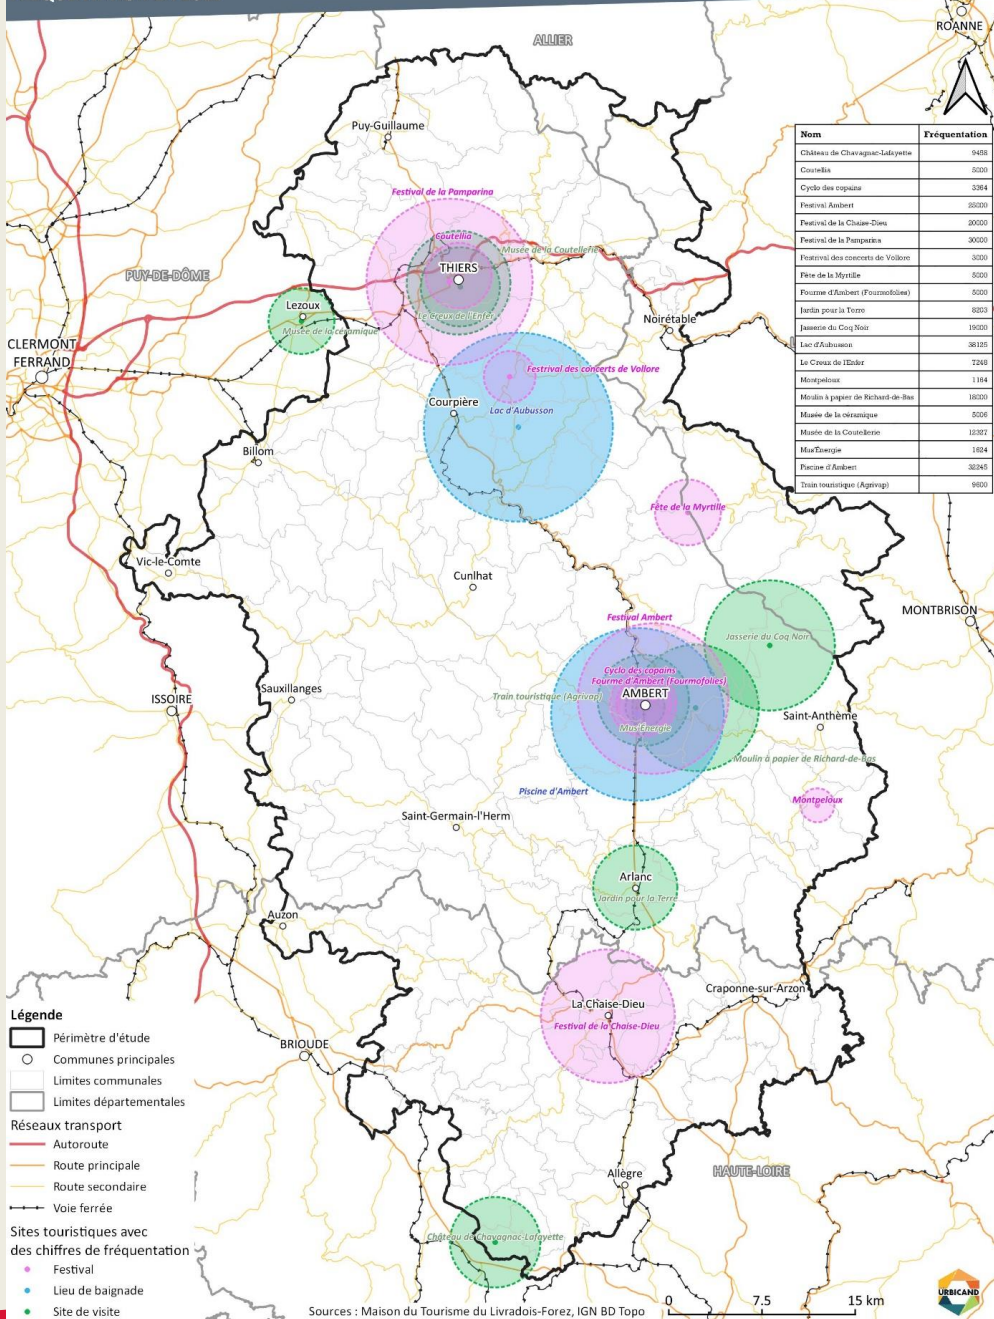 ROANNE
ALLIER
Puy-Guillaume
Nom Fréquentation
Château de Chavagnac-Lafayette 9458
Coutellia 5000
Cyclo des copains 3364
Festival Ambert 25000
Festival de la Chaise-Dieu 20000
Festival de la Pamparina 30000
Festrival des concerts de Vollore 3000
Fête de la Myrtille 5000
Fourme d'Ambert (Fourmofolies) 5000
Jardin pour la Terre 8203
Jasserie du Coq Noir 19000
Lac d'Aubusson 38125
Le Creux de l'Enfer 7246
Montpeloux 1164
Moulin à papier de Richard-de-Bas 18000
Musée de la céramique 5006
Musée de la Coutellerie 12327
Mus'Énergie 1624
Piscine d'Ambert 32245
Train touristique (Agrivap) 9600
Festival de la Pamparina
Coutellia
Musée de la Coutellerie
THIERS
PUY-DE-DÔME
Lezoux
Le Creux de l'Enfer
Musée de la céramique
Noirétable
CLERMONT
FERRAND
Festrival des concerts de Vollore
Courpière
Lac d'Aubusson
Billom
Fête de la Myrtille
Vic-le-Comte
Cunlhat
MONTBRISON
Festival Ambert
Jasserie du Coq Noir
Cyclo des copains
Fourme d'Ambert (Fourmofolies)
Sauxillanges
Train touristique (Agrivap)
AMBERT
ISSOIRE
Saint-Anthème
Mus'Énergie
Moulin à papier de Richard-de-Bas
Piscine d'Ambert
Montpeloux
Saint-Germain-l'Herm
Arlanc
Jardin pour la Terre
Auzon
Craponne-sur-Arzon
La Chaise-Dieu
Festival de la Chaise-Dieu
BRIOUDE
Allègre
HAUTE-LOIRE
Château de Chavagnac-Lafayette
Légende
Périmètre d'étude
Communes principales
Limites communales
Limites départementales
Réseaux transport
Autoroute
Route principale
Route secondaire
Voie ferrée
Sites touristiques avec
des chiffres de fréquentation
Festival
Lieu de baignade
Site de visite
Sources : Maison du Tourisme du Livradois-Forez, IGN BD Topo
0 7.5 15 km
URBICAND